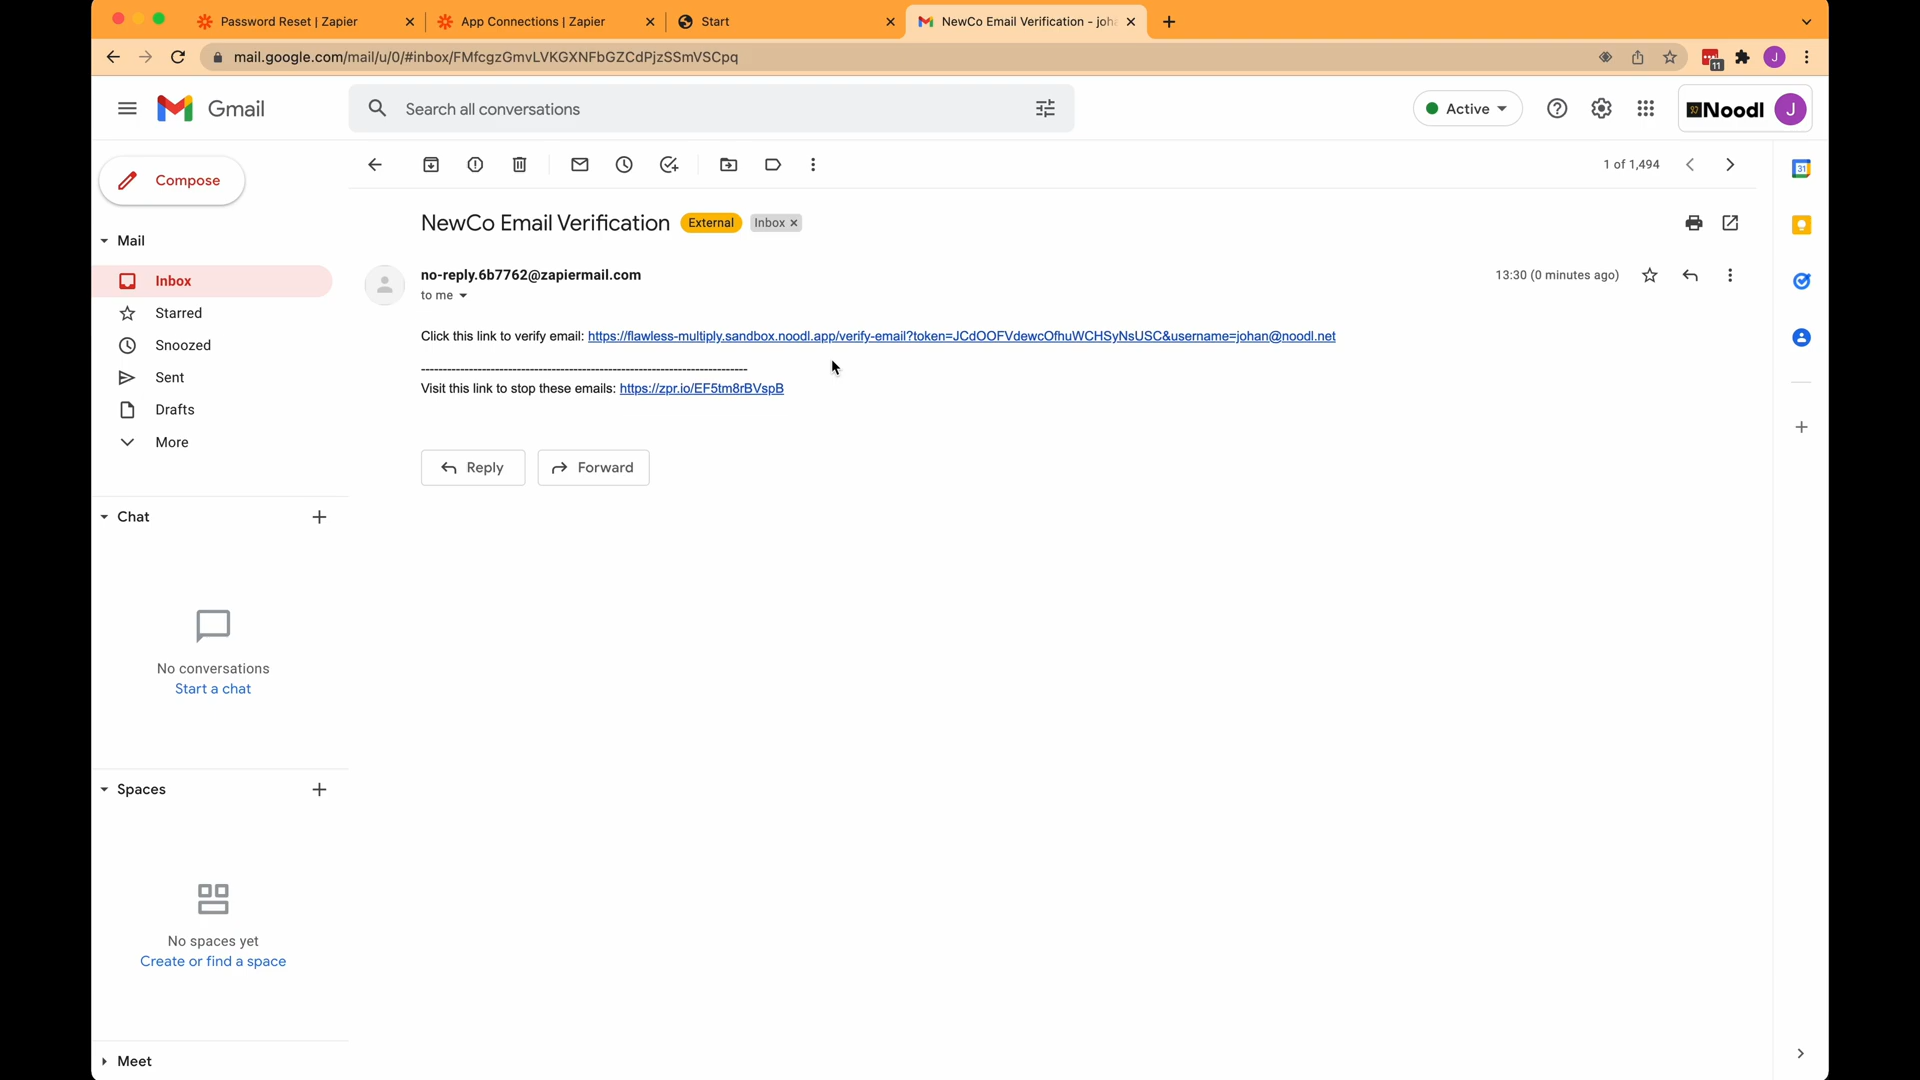 Password Reset | Zapier
App Connections | Zapier
Start
NewCo Email Verification - joh
mail.google.com/mail/u/0/#inbox/FMfcgzGmvLVKGXNFbGZCdPjzSSmVSCpq
11
J
Gmail
Search all conversations
Active
Noodl
J
Compose
1 of 1,494
31
Mail
NewCo Email Verification
External
Inbox
Inbox
no-reply.6b7762@zapiermail.com
13:30 (0 minutes ago)
to me
Starred
Click this link to verify email: https://flawless-multiply.sandbox.noodl.app/verify-email?token=JCdOOFVdewcOfhuWCHSyNsUSC&username=johan@noodl.net
Snoozed
Sent
--------------------------------------------------------------------------------
Visit this link to stop these emails: https://zpr.io/EF5tm8rBVspB
Drafts
More
Reply
Forward
Chat
No conversations
Start a chat
Spaces
No spaces yet
Create or find a space
Meet